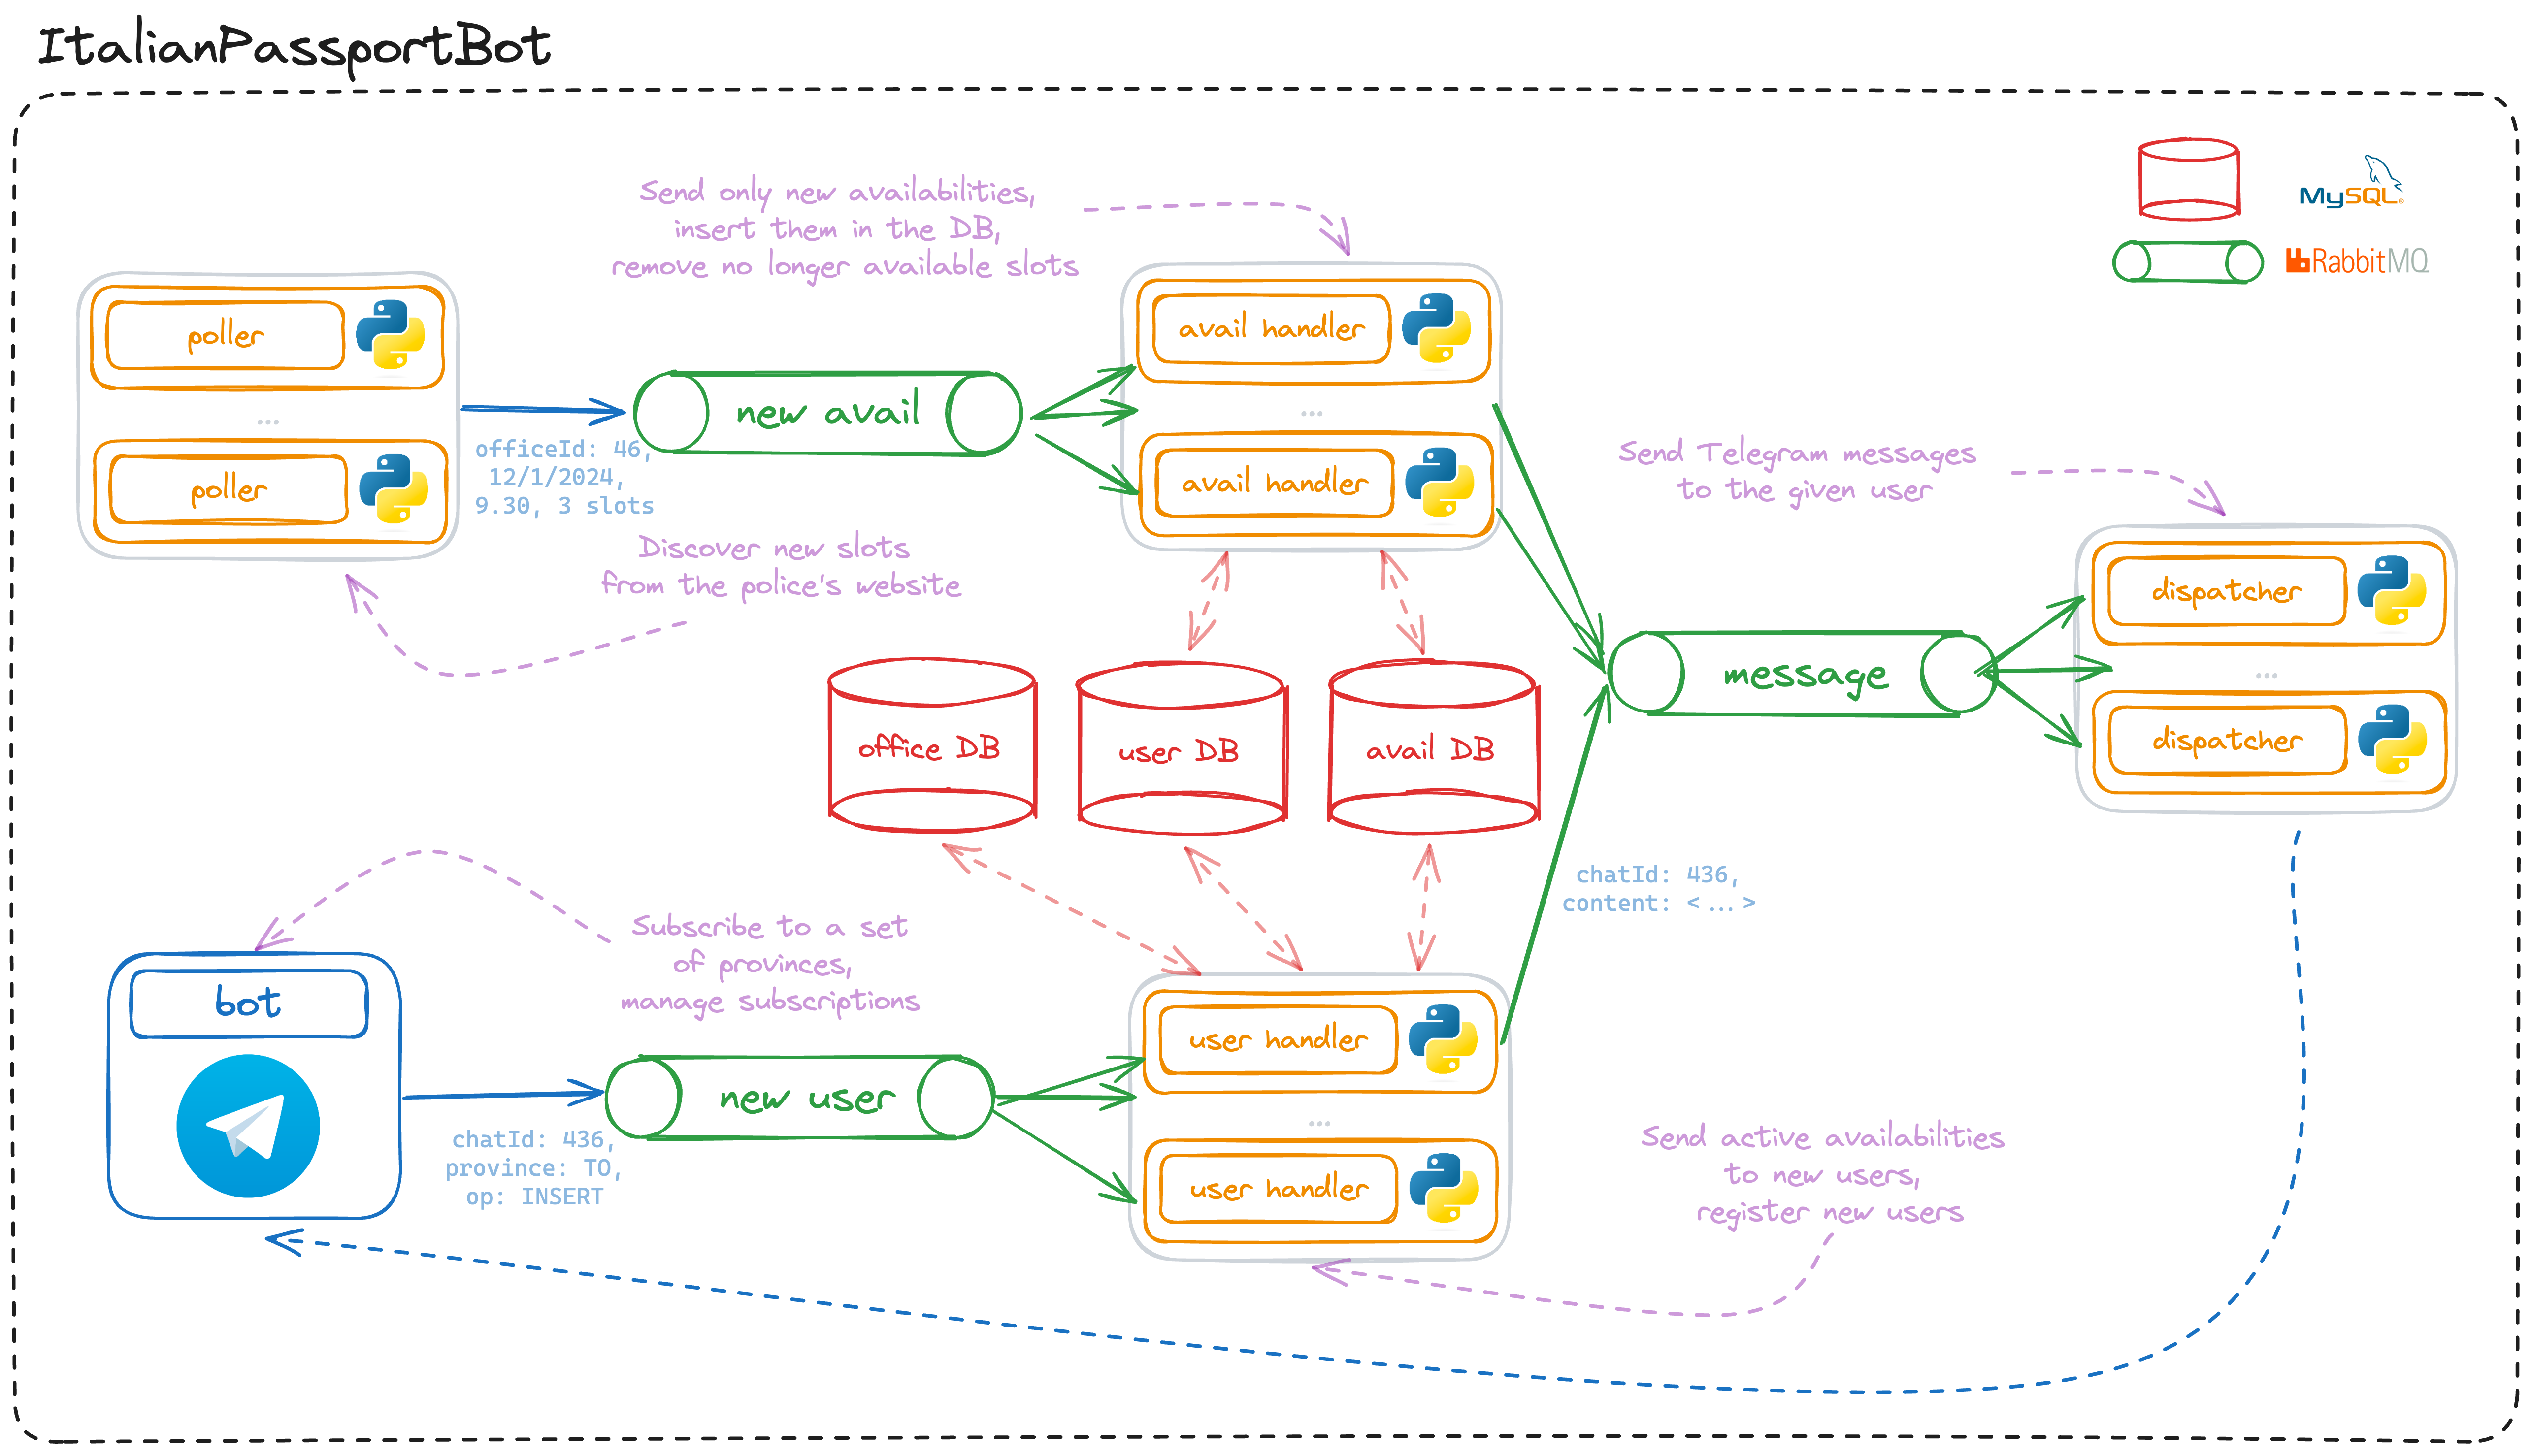 ItalianPassportBot
MySQL
RabbitMQ
Send only new availabilities,
insert them in the DB,
remove no longer available slots
poller
...
poller
officeId: 46,
12/1/2024,
9.30, 3 slots
new avail
avail handler
...
avail handler
Discover new slots
from the police's website
Send Telegram messages
to the given user
message
dispatcher
...
dispatcher
office DB
user DB
avail DB
chatId: 436,
content: <...>
Subscribe to a set
of provinces,
manage subscriptions
bot
chatId: 436,
province: TO,
op: INSERT
new user
user handler
...
user handler
Send active availabilities
to new users,
register new users